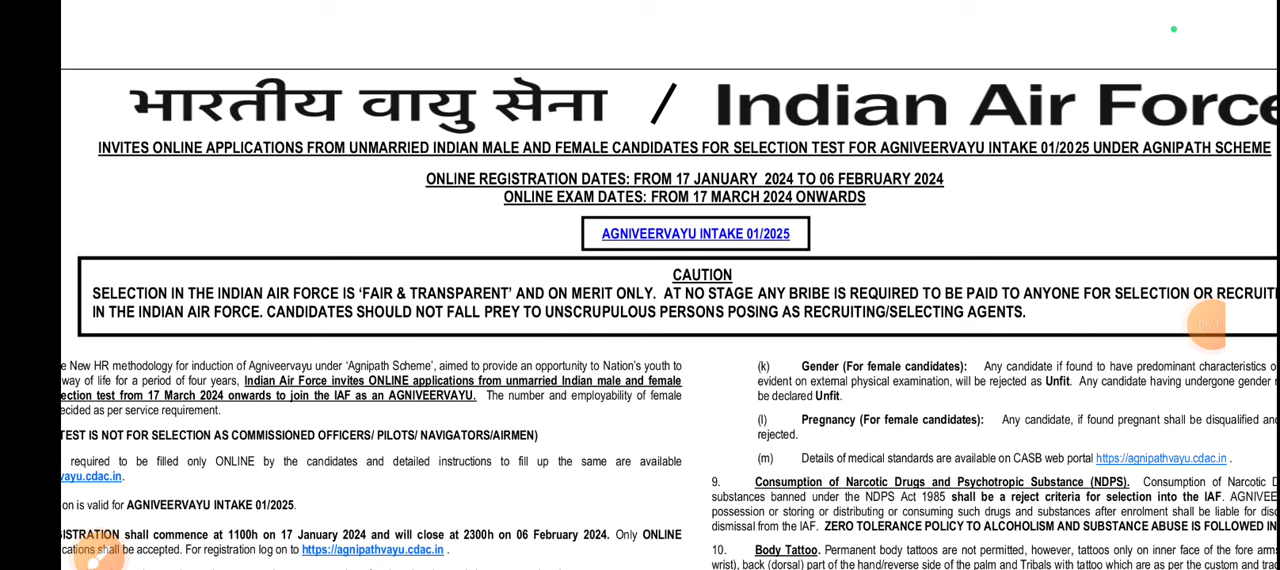 भारतीय वायु सेना / Indian Air Force
INVITES ONLINE APPLICATIONS FROM UNMARRIED INDIAN MALE AND FEMALE CANDIDATES FOR SELECTION TEST FOR AGNIVEERVAYU INTAKE 01/2025 UNDER AGNIPATH SCHEME
ONLINE REGISTRATION DATES: FROM 17 JANUARY 2024 TO 06 FEBRUARY 2024
ONLINE EXAM DATES: FROM 17 MARCH 2024 ONWARDS
AGNIVEERVAYU INTAKE 01/2025
CAUTION
SELECTION IN THE INDIAN AIR FORCE IS ‘FAIR & TRANSPARENT’ AND ON MERIT ONLY. AT NO STAGE ANY BRIBE IS REQUIRED TO BE PAID TO ANYONE FOR SELECTION OR
IN THE INDIAN AIR FORCE. CANDIDATES SHOULD NOT FALL PREY TO UNSCRUPULOUS PERSONS POSING AS RECRUITING/SELECTING AGENTS.
New HR methodology for induction of Agniveervayu under ‘Agnipath Scheme’, aimed to provide an opportunity to Nation’s youth to
way of life for a period of four years, Indian Air Force invites ONLINE applications from unmarried Indian male and female
test from 17 March 2024 onwards to join the IAF as an AGNIVEERVAYU. The number and employability of female
as per service requirement.
TEST IS NOT FOR SELECTION AS COMMISSIONED OFFICERS/ PILOTS/ NAVIGATORS/AIRMEN)
required to be filled only ONLINE by the candidates and detailed instructions to fill up the same are available
vayu.cdac.in.
on is valid for AGNIVEERVAYU INTAKE 01/2025.
shall commence at 1100h on 17 January 2024 and will close at 2300h on 06 February 2024. Only ONLINE
shall be accepted. For registration log on to https://agnipathvayu.cdac.in .
(k) Gender (For female candidates): Any candidate if found to have predominant characteristics
evident on external physical examination, will be rejected as Unfit. Any candidate having undergone gender
be declared Unfit.
(l) Pregnancy (For female candidates): Any candidate, if found pregnant shall be disqualified and
rejected.
(m) Details of medical standards are available on CASB web portal https://agnipathvayu.cdac.in .
9. Consumption of Narcotic Drugs and Psychotropic Substance (NDPS). Consumption of Narcotic
substances banned under the NDPS Act 1985 shall be a reject criteria for selection into the IAF.
possession or storing or distributing or consuming such drugs and substances after enrolment shall be liable for
dismissal from the IAF. ZERO TOLERANCE POLICY TO ALCOHOLISM AND SUBSTANCE ABUSE IS FOLLOWED IN
10. Body Tattoo. Permanent body tattoos are not permitted, however, tattoos only on inner face of the fore
wrist), back (dorsal) part of the hand/reverse side of the palm and Tribals with tattoo which are as per the custom and